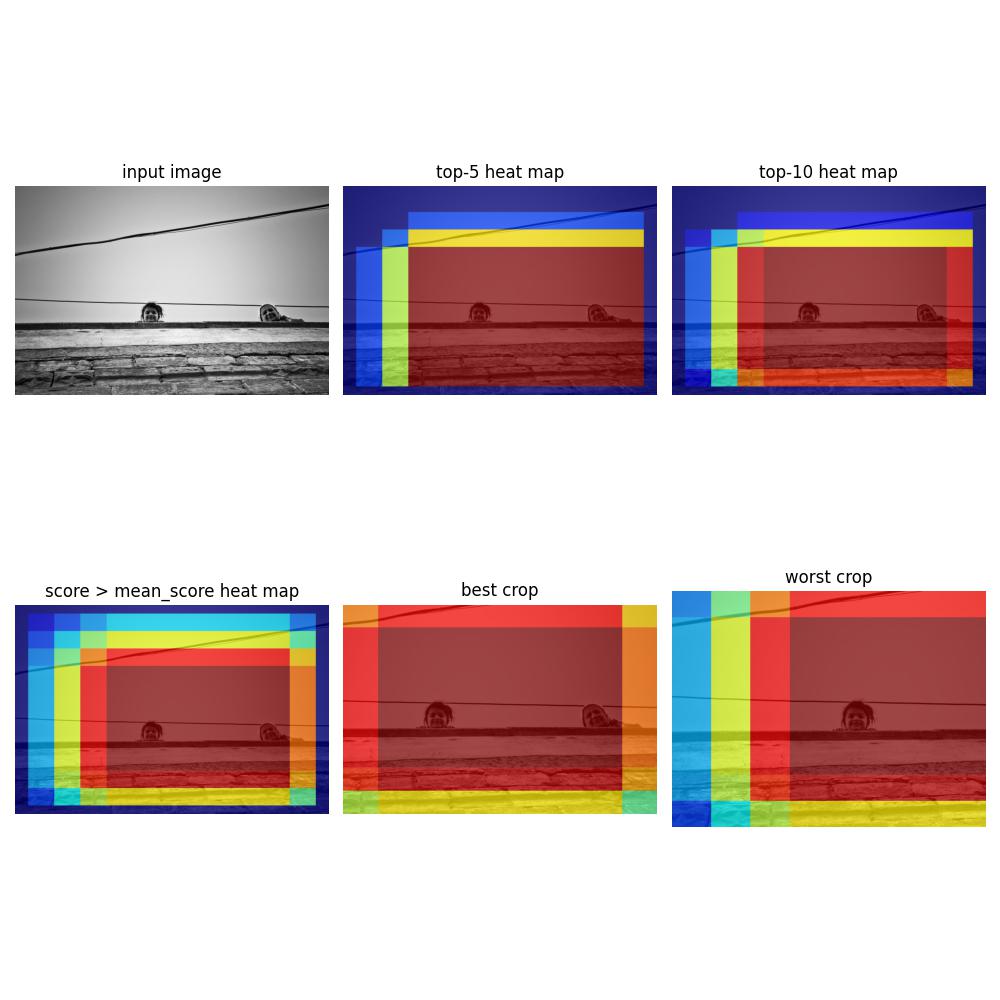 input image
top-5 heat map
top-10 heat map
score > mean_score heat map
best crop
worst crop